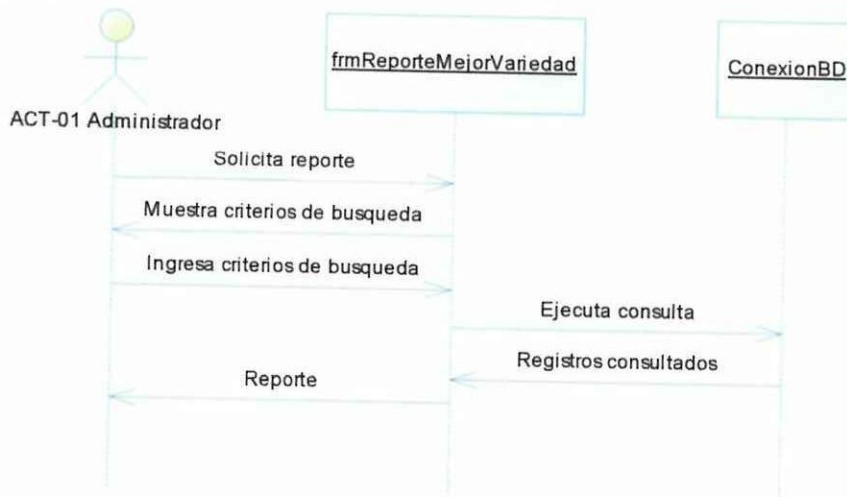 frmReporteMejorVariedad
ConexionBD
ACT-01 Administrador
Solicita reporte
Muestra criterios de busqueda
Ingresa criterios de busqueda
Ejecuta consulta
Registros consultados
Reporte